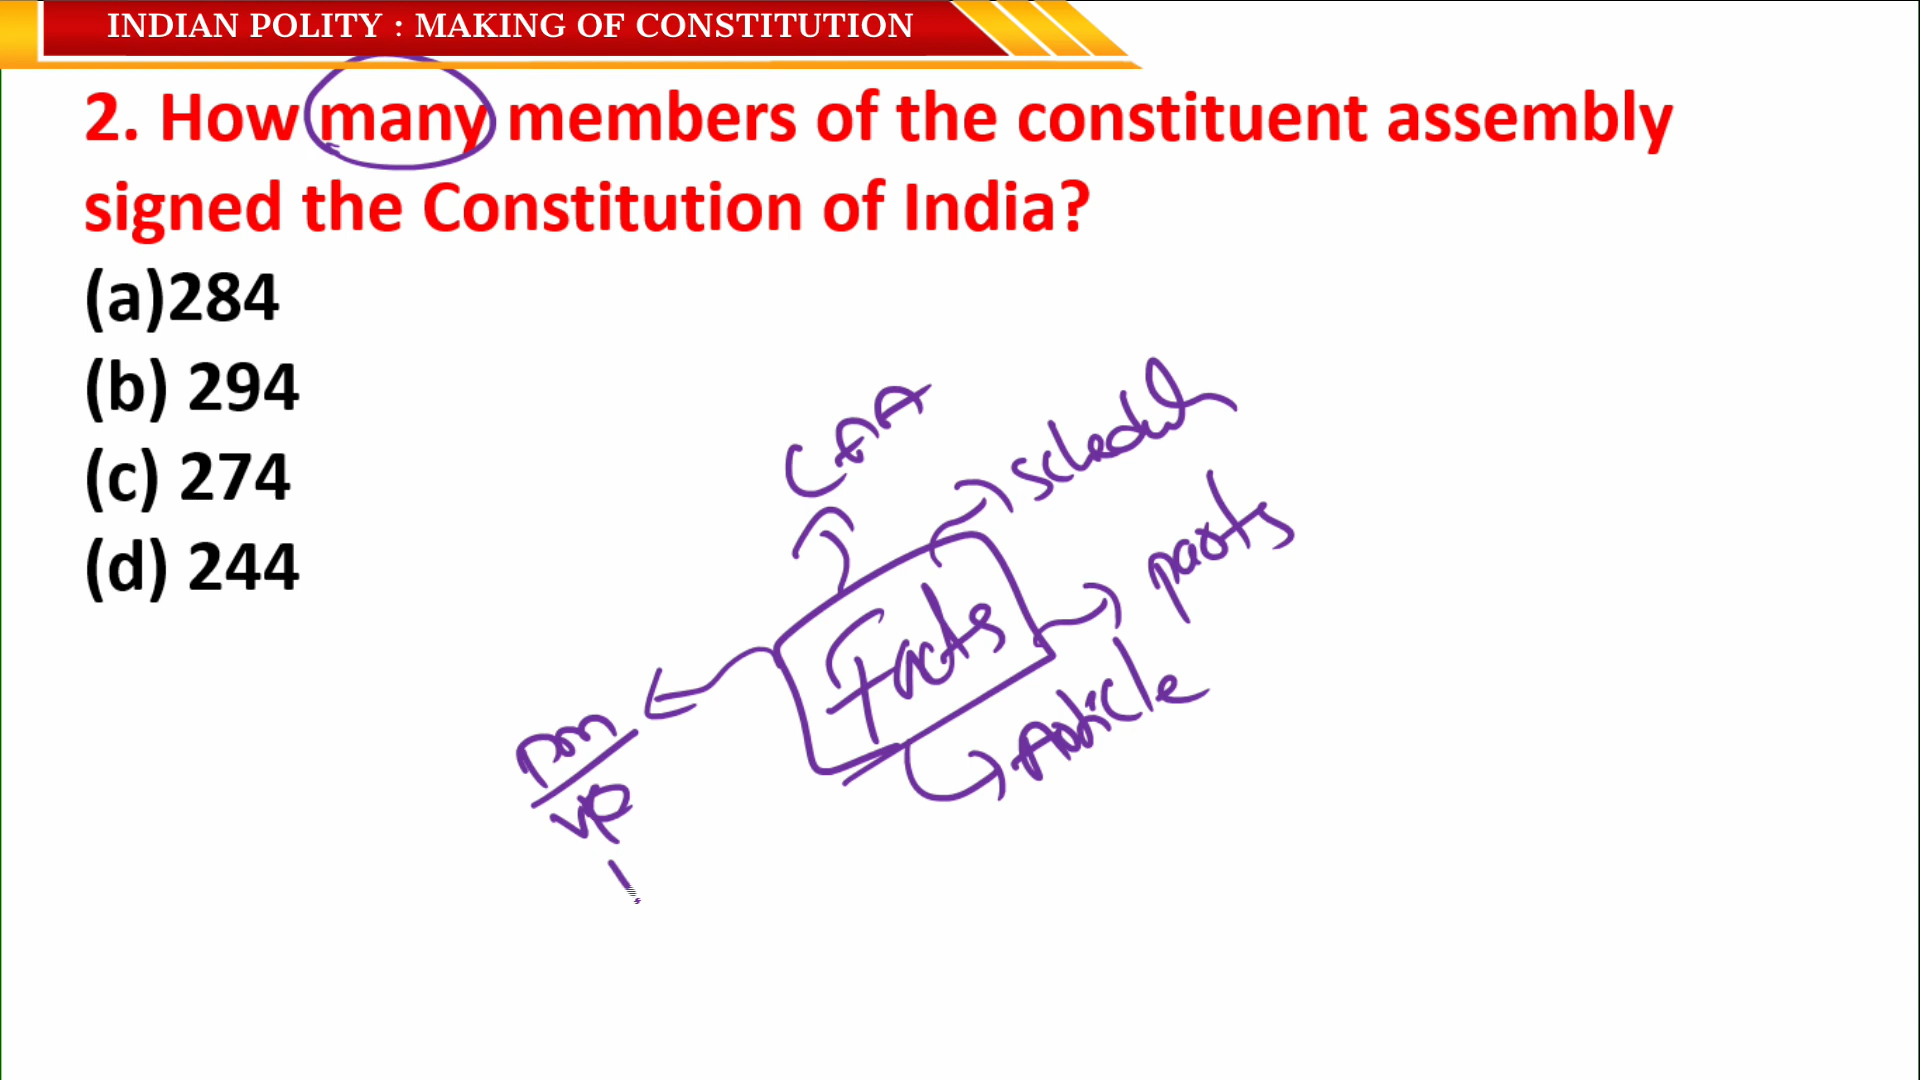 INDIAN POLITY : MAKING OF CONSTITUTION
2. How many members of the constituent assembly
signed the Constitution of India?
(a)284
(b) 294
(c) 274
(d) 244
CAA
schedul
parts
Facts
Article
pm
vp